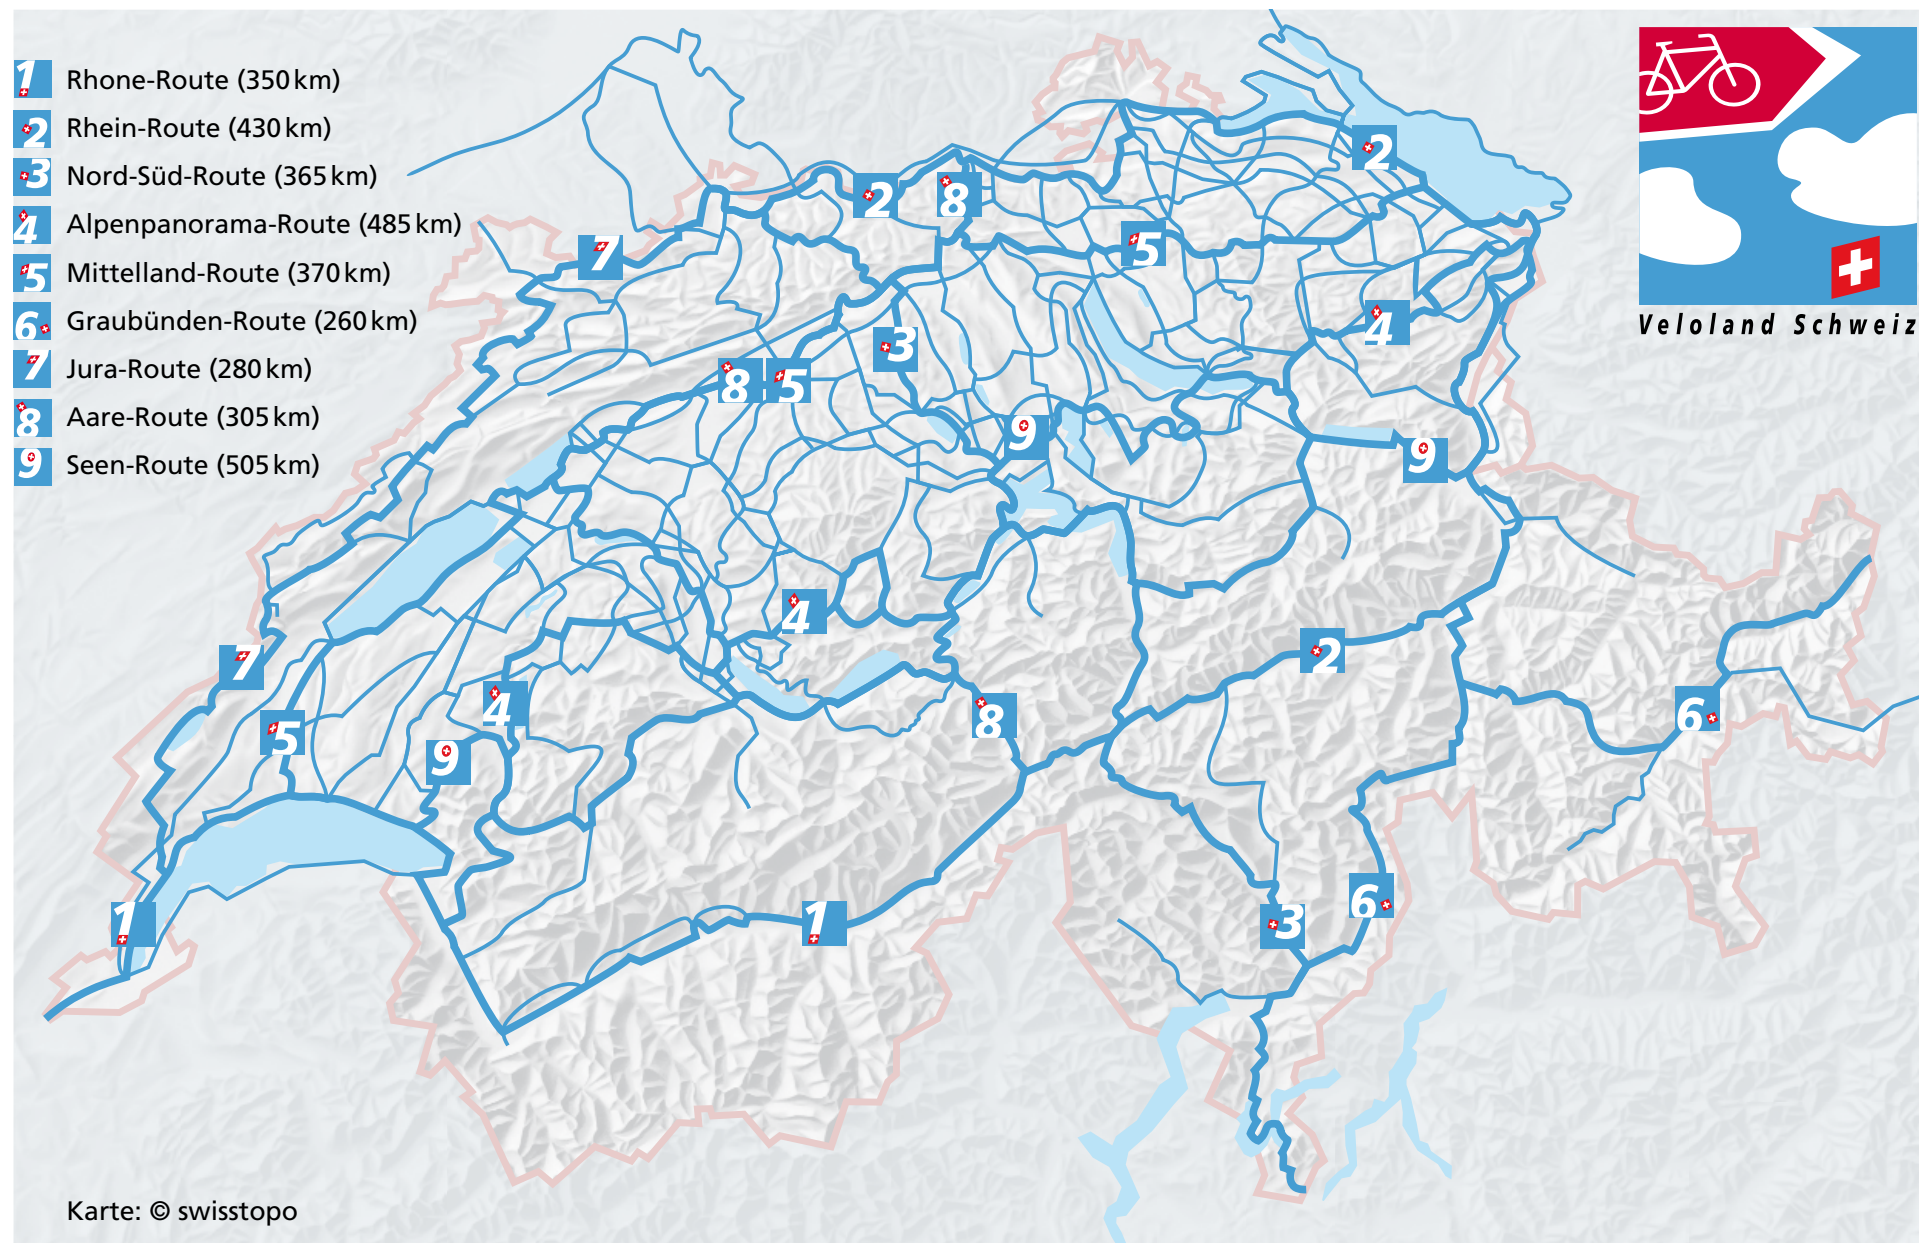 1 Rhone-Route (350 km)
2 Rhein-Route (430 km)
3 Nord-Süd-Route (365 km)
4 Alpenpanorama-Route (485 km)
5 Mittelland-Route (370 km)
6 Graubünden-Route (260 km)
7 Jura-Route (280 km)
8 Aare-Route (305 km)
9 Seen-Route (505 km)
Veloland Schweiz
2
2
8
7
5
4
3
8 5
9
9
4
2
7
4
6
5
8
9
6
3
1
1
Karte: © swisstopo